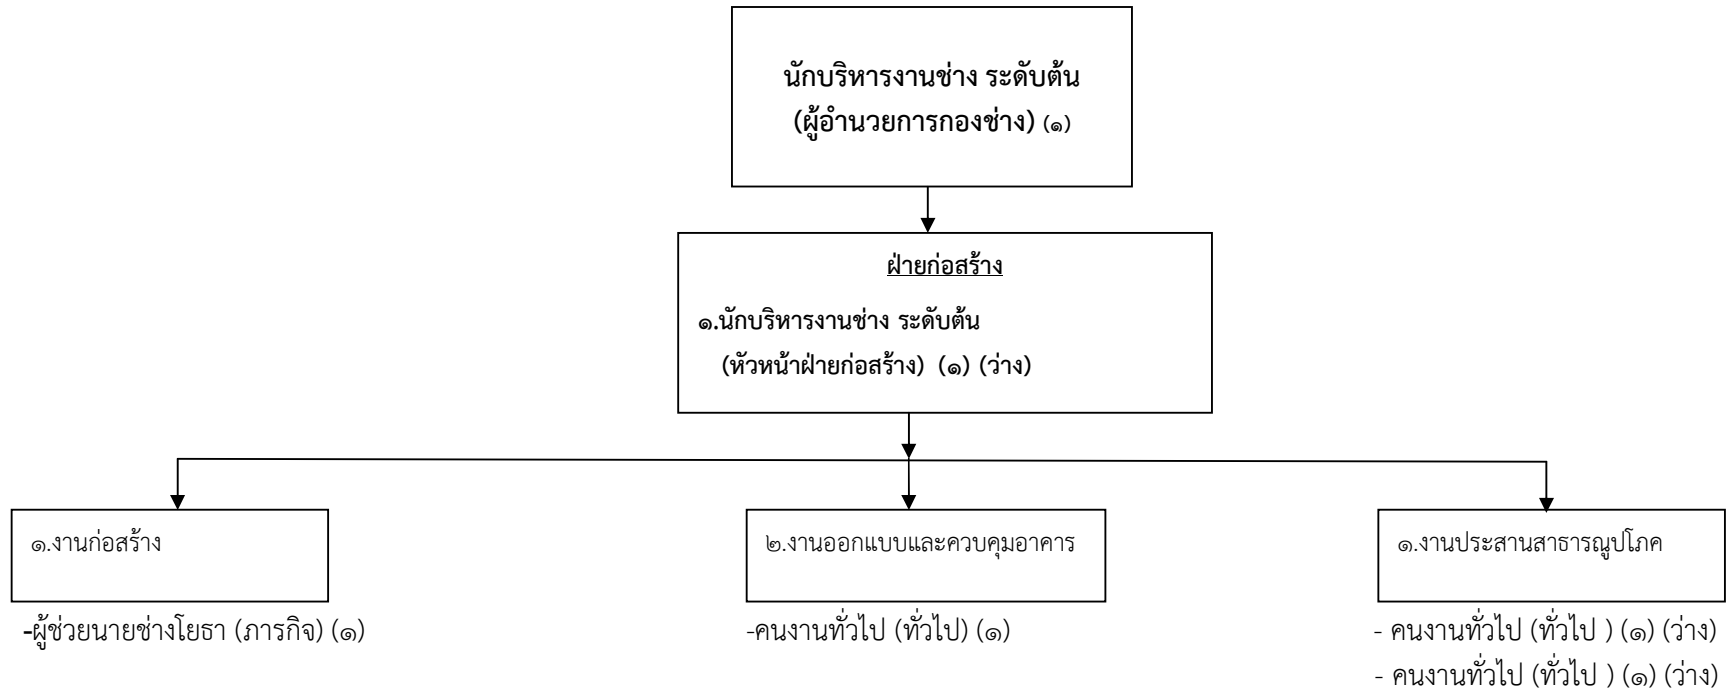 นักบริหารงานช่าง ระดับต้น
(ผู้อำนวยการกองช่าง) (๑)
ฝ่ายก่อสร้าง
๑.นักบริหารงานช่าง ระดับต้น
(หัวหน้าฝ่ายก่อสร้าง) (๑) (ว่าง)
๑.งานก่อสร้าง
-ผู้ช่วยนายช่างโยธา (ภารกิจ) (๑)
๒.งานออกแบบและควบคุมอาคาร
-คนงานทั่วไป (ทั่วไป) (๑)
๑.งานประสานสาธารณูปโภค
- คนงานทั่วไป (ทั่วไป ) (๑) (ว่าง)
- คนงานทั่วไป (ทั่วไป ) (๑) (ว่าง)